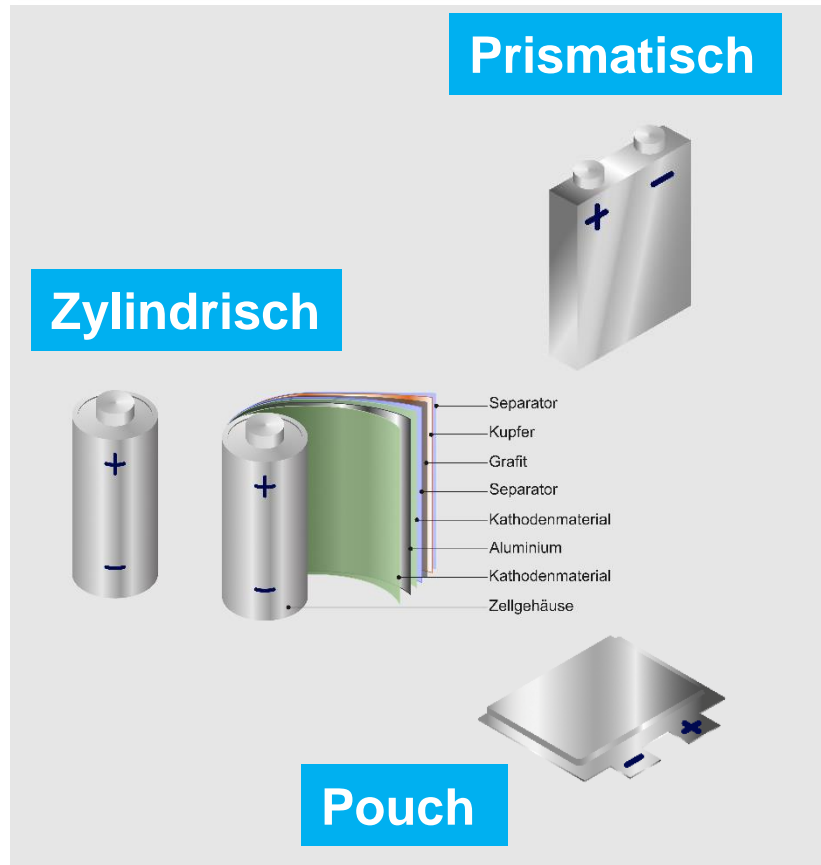 Prismatisch
+
−
Zylindrisch
+
−
+
−
Separator
Kupfer
Grafit
Separator
Kathodenmaterial
Aluminium
Kathodenmaterial
Zellgehäuse
+
−
Pouch